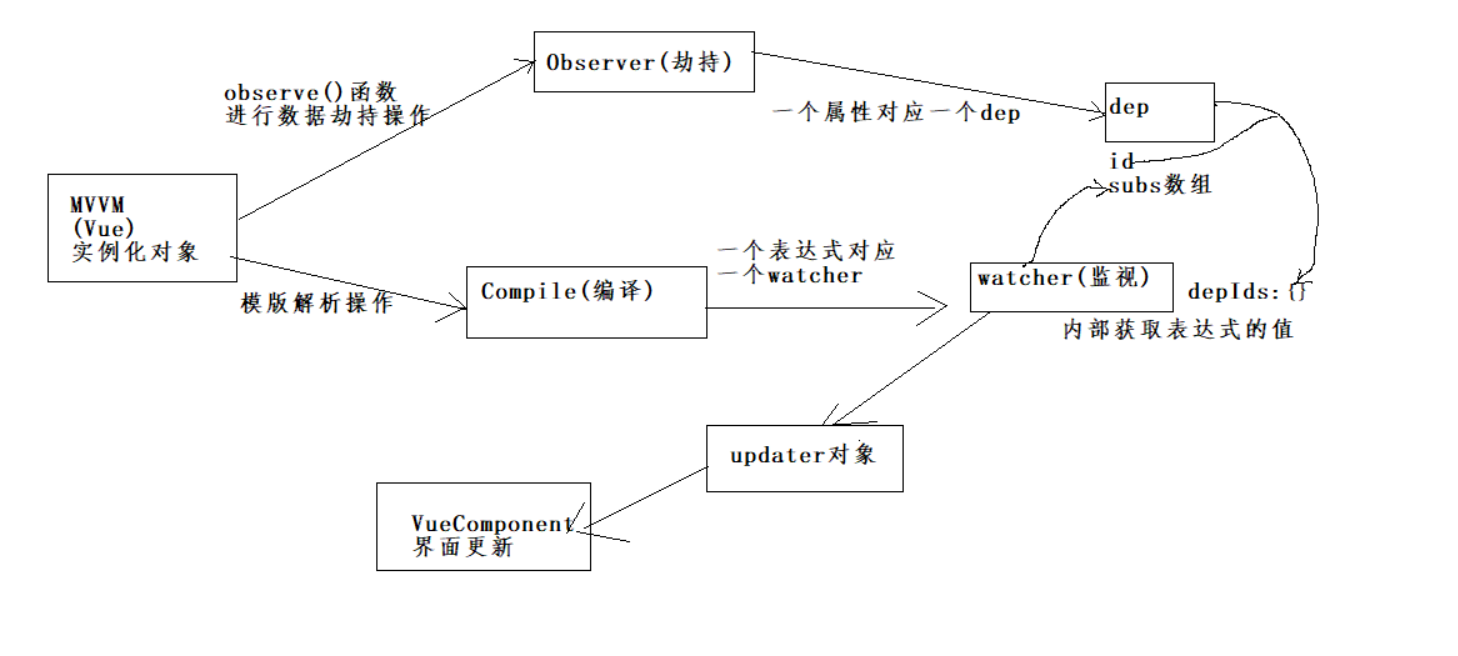 Observer(劫持)
observe()函数
进行数据劫持操作
一个属性对应一个dep
dep
id
subs数组
MVVM
(Vue)
实例化对象
模版解析操作
Compile(编译)
一个表达式对应
一个watcher
watcher(监视)
depIds: {}
内部获取表达式的值
updater对象
VueComponent
界面更新